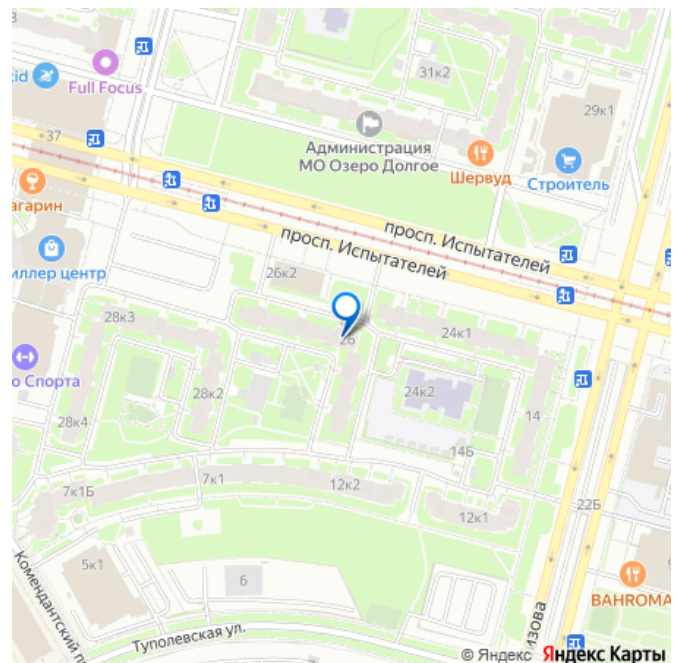 31к2
kid
Full Focus
29к1
37
Администрация
МО Озеро Долгое
Шервуд
Строитель
агарин
просп. Испытателей
просп. Испытателей
иллер центр
26к2
28к3
26
24к1
о Спорта
28к2
24к2
14
28к4
14Б
7к1
12к2
7к1Б
22Б
12к1
5к1
6
Комендантский п
BAHROMA
Туполевская ул.
изова
© Яндекс Яндекс Карты